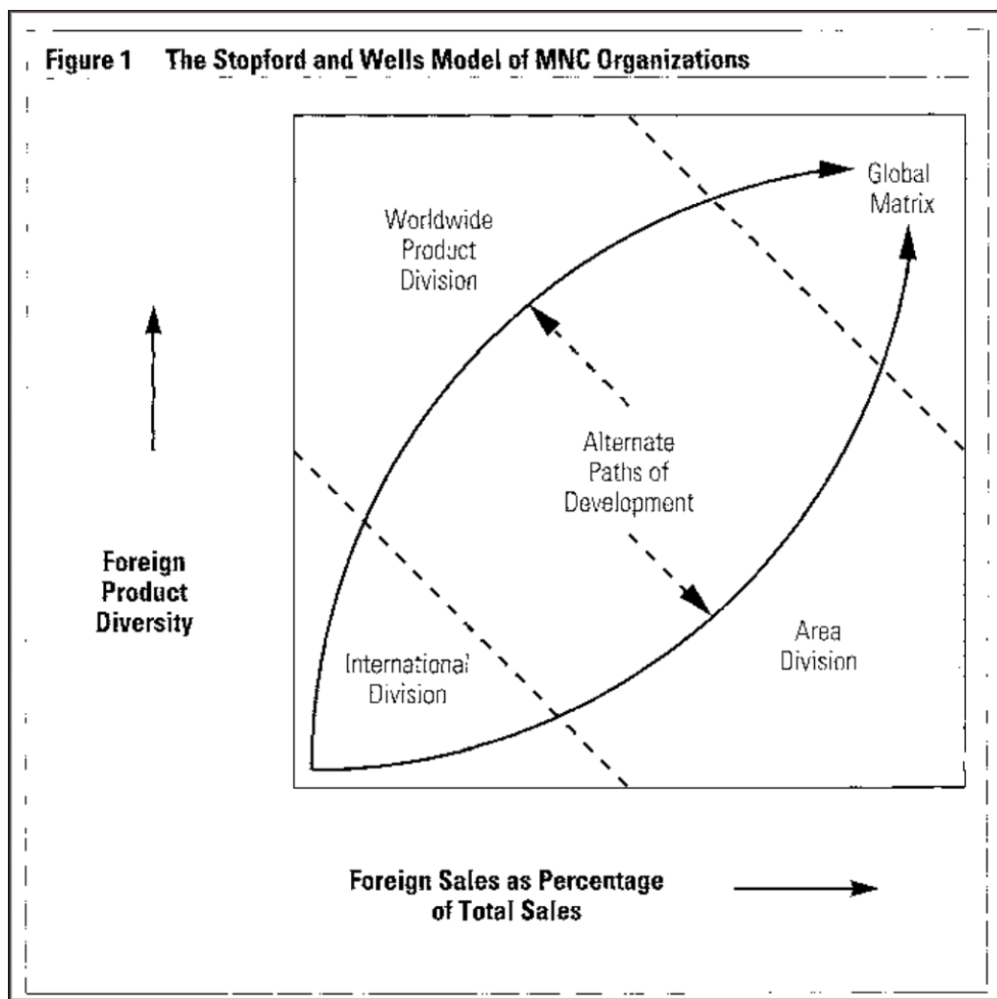 Figure 1 The Stopford and Wells Model of MNC Organizations
Global
Matrix
Worldwide
Product
Division
Alternate
Paths of
Development
Foreign
Product
Diversity
International
Division
Area
Division
Foreign Sales as Percentage
of Total Sales